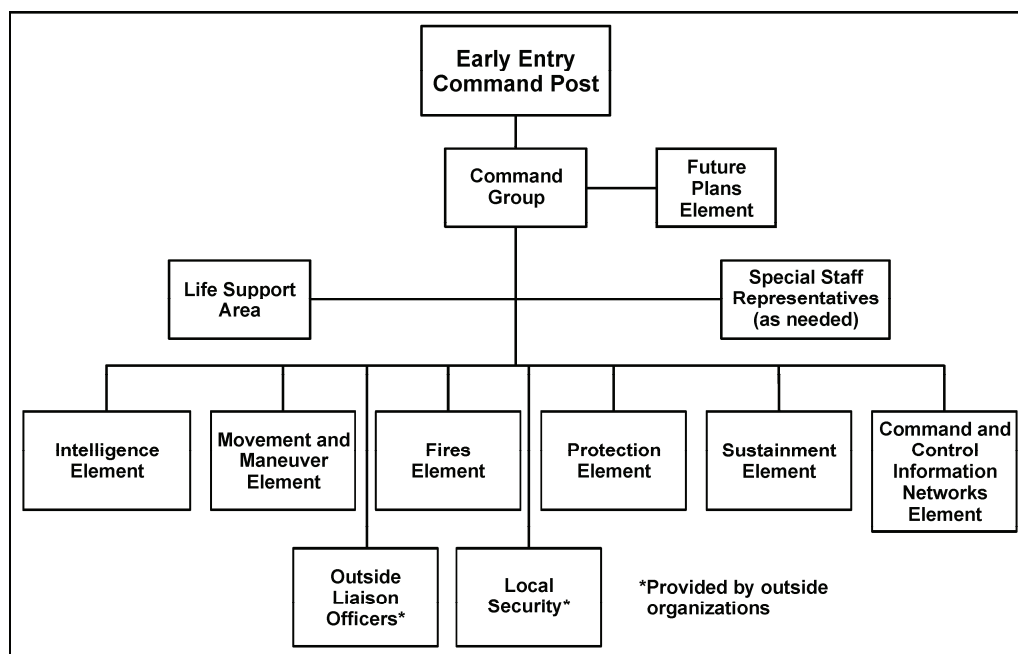 Early Entry
Command Post
Command
Group
Future
Plans
Element
Life Support
Area
Special Staff
Representatives
(as needed)
Intelligence
Element
Movement and
Maneuver
Element
Fires
Element
Protection
Element
Sustainment
Element
Command and
Control
Information
Networks
Element
Outside
Liaison
Officers*
Local
Security*
*Provided by outside
organizations